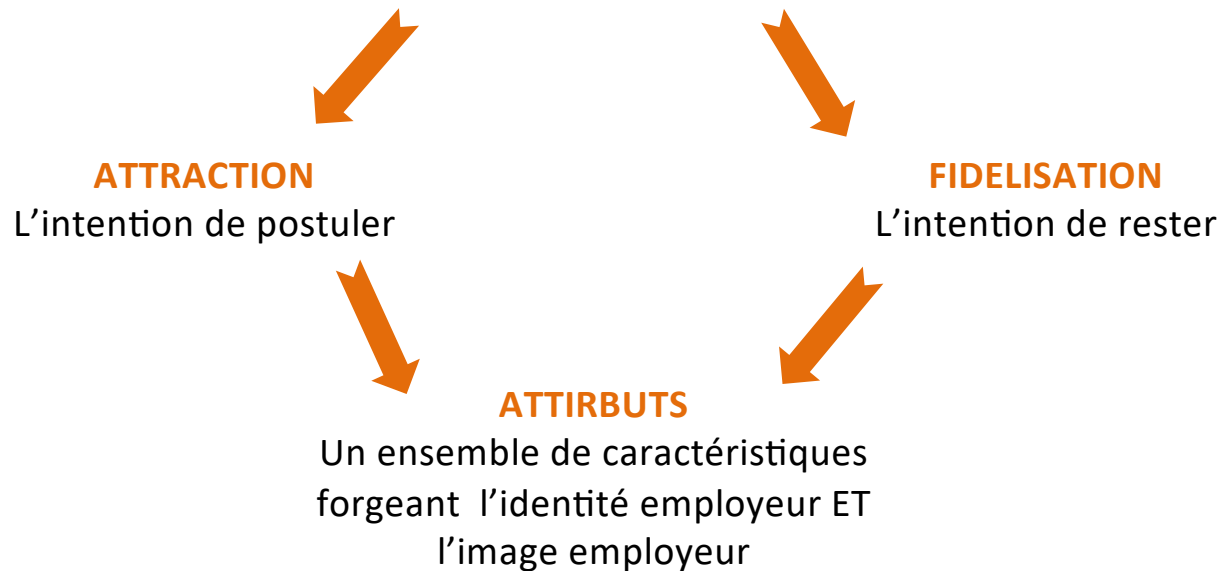 ATTRACTION
L’intention de postuler
FIDELISATION
L’intention de rester
ATTIRBUTS
Un ensemble de caractéristiques
forgeant  l’identité employeur ET
l’image employeur